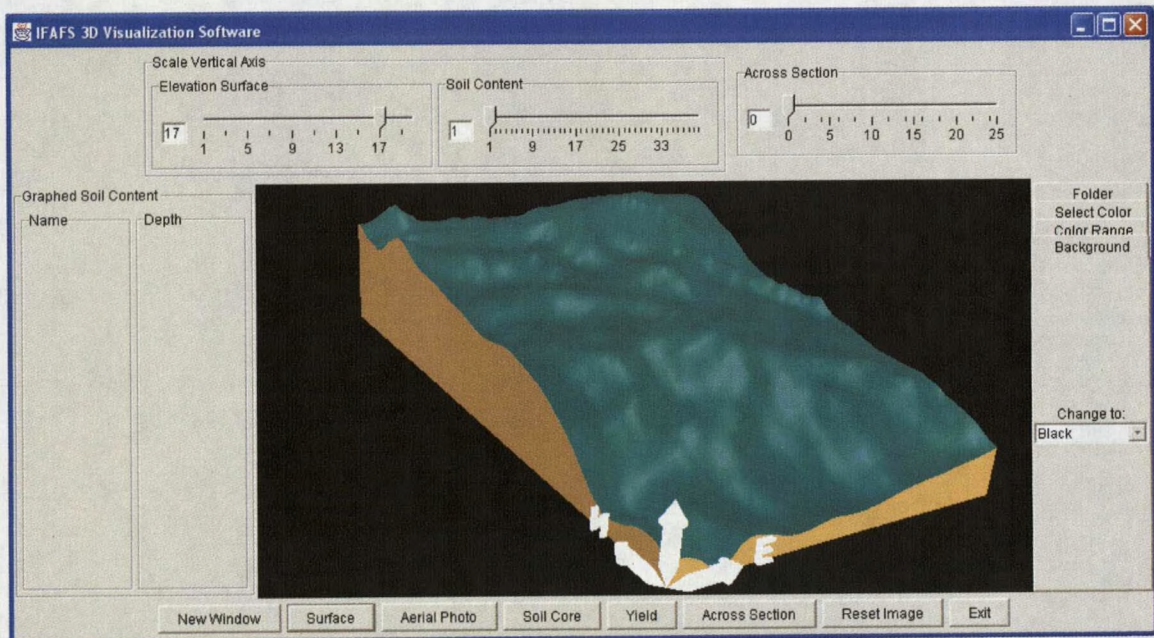 IFAFS 3D Visualization Software
Scale Vertical Axis
Elevation Surface
17
1 5 9 13 17
Soil Content
1
1 9 17 25 33
Across Section
0
0 5 10 15 20 25
Graphed Soil Content
Name Depth
Folder
Select Color
Color Range
Background
Change to:
Black
N
E
New Window Surface Aerial Photo Soil Core Yield Across Section Reset Image Exit